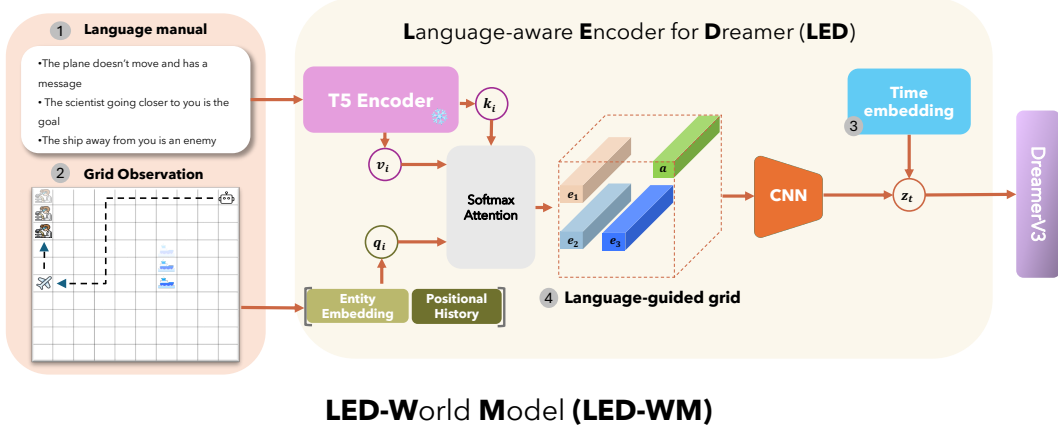 1 Language manual
•The plane doesn't move and has a
message
• The scientist going closer to you is the
goal
•The ship away from you is an enemy
2 Grid Observation
Language-aware Encoder for Dreamer (LED)
T5 Encoder
k_i
v_i
q_i
Softmax
Attention
Entity
Embedding
Positional
History
e_1
e_2
e_3
a
4 Language-guided grid
CNN
Time
embedding
3
z_t
DreamerV3
LED-World Model (LED-WM)